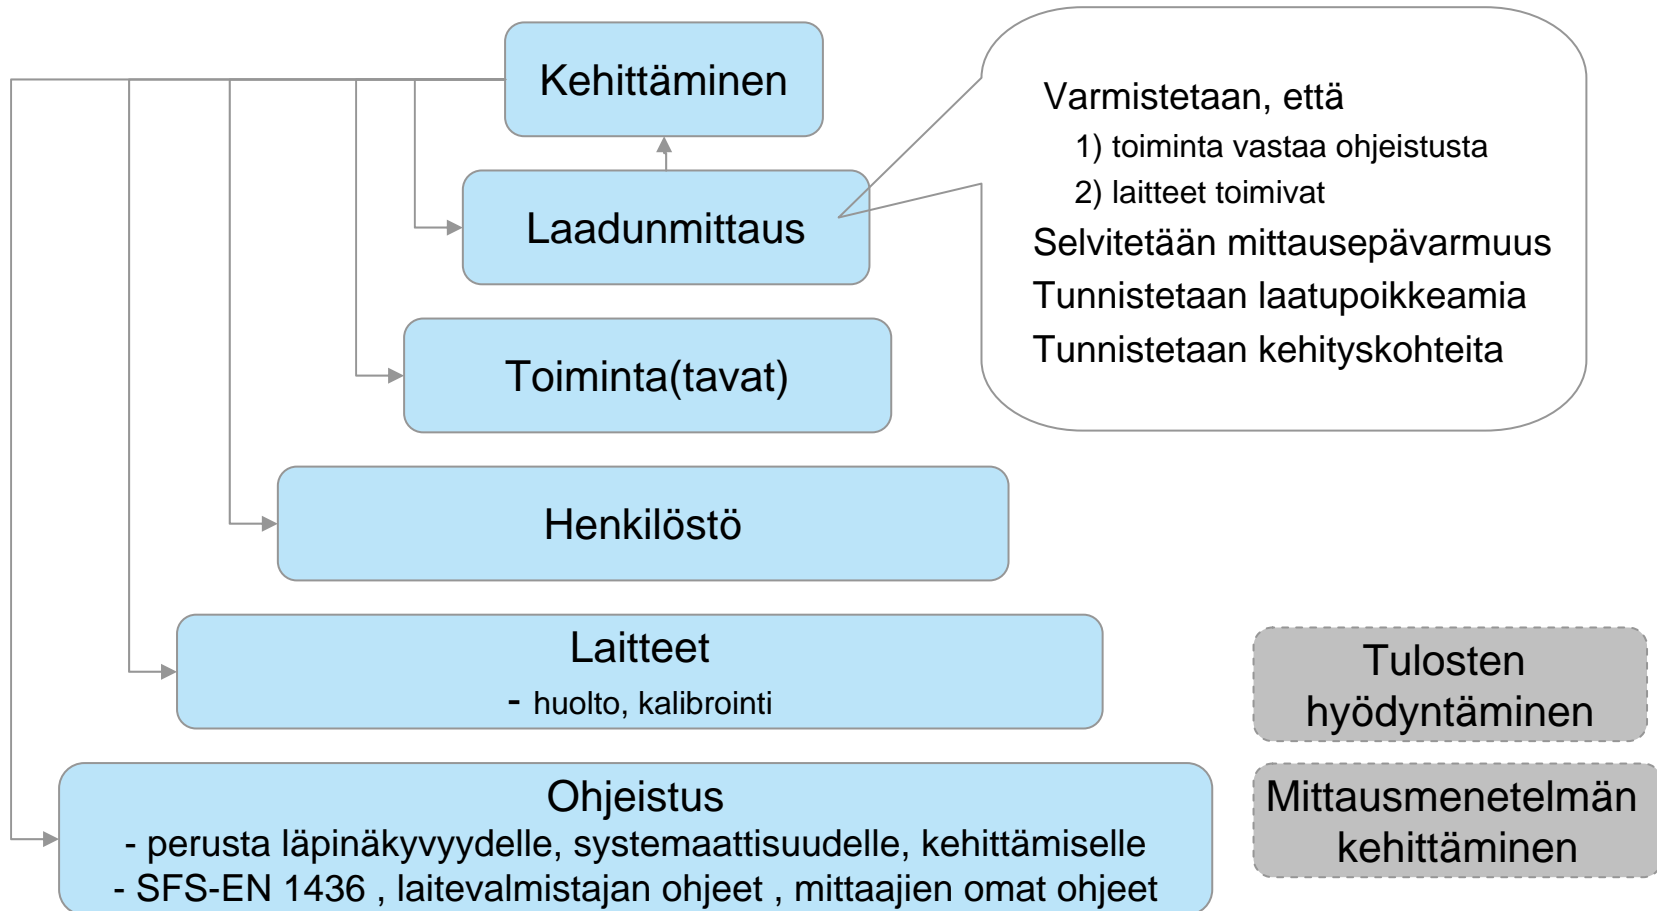 Kehittäminen
Varmistetaan, että
1) toiminta vastaa ohjeistusta
2) laitteet toimivat
Selvitetään mittausepävarmuus
Tunnistetaan laatupoikkeamia
Tunnistetaan kehityskohteita
Laadunmittaus
Toiminta(tavat)
Henkilöstö
Laitteet
- huolto, kalibrointi
Tulosten
hyödyntäminen
Ohjeistus
- perusta läpinäkyvyydelle, systemaattisuudelle, kehittämiselle
- SFS-EN 1436 , laitevalmistajan ohjeet , mittaajien omat ohjeet
Mittausmenetelmän
kehittäminen